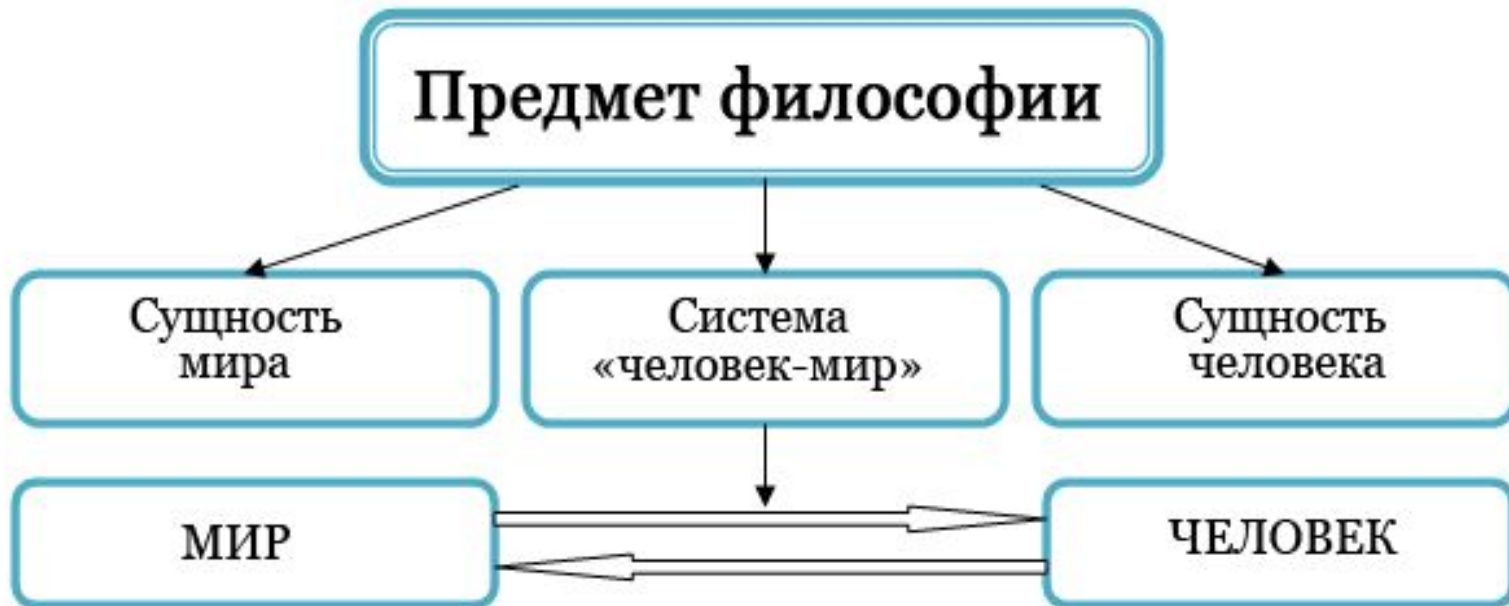 Предмет философии
Сущность
мира
Система
«человек-мир»
Сущность
человека
МИР
ЧЕЛОВЕК